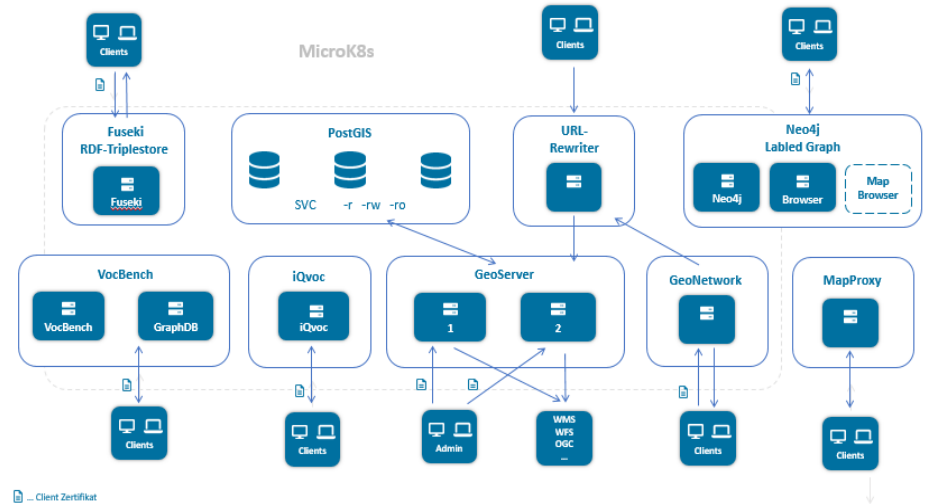 Clients
Clients
Clients
MicroK8s
Fuseki
RDF-Triplestore
Fuseki
PostGIS
SVC -r -rw -ro
URL-
Rewriter
Neo4j
Labled Graph
Neo4j
Browser
Map
Browser
VocBench
VocBench
GraphDB
iQvoc
iQvoc
GeoServer
1
2
GeoNetwork
MapProxy
Clients
Clients
Admin
WMS
WFS
OGC
...
Clients
Clients
... Client Zertifikat